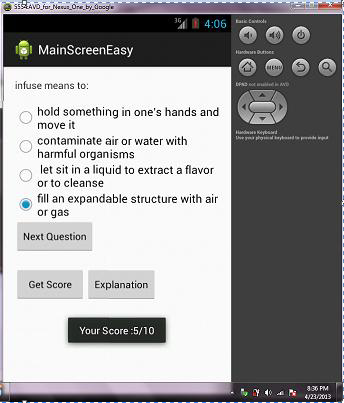 5554:AVD_for_Nexus_One_by_Google
3G 4:06
MainScreenEasy
infuse means to:
hold something in one's hands and
move it
contaminate air or water with
harmful organisms
let sit in a liquid to extract a flavor
or to cleanse
fill an expandable structure with air
or gas
Next Question
Get Score Explanation
Your Score :5/10
Basic Controls
Hardware Buttons
MENU
DPAD not enabled in AVD
Hardware Keyboard
Use your physical keyboard to provide input
8:36 PM
4/23/2013